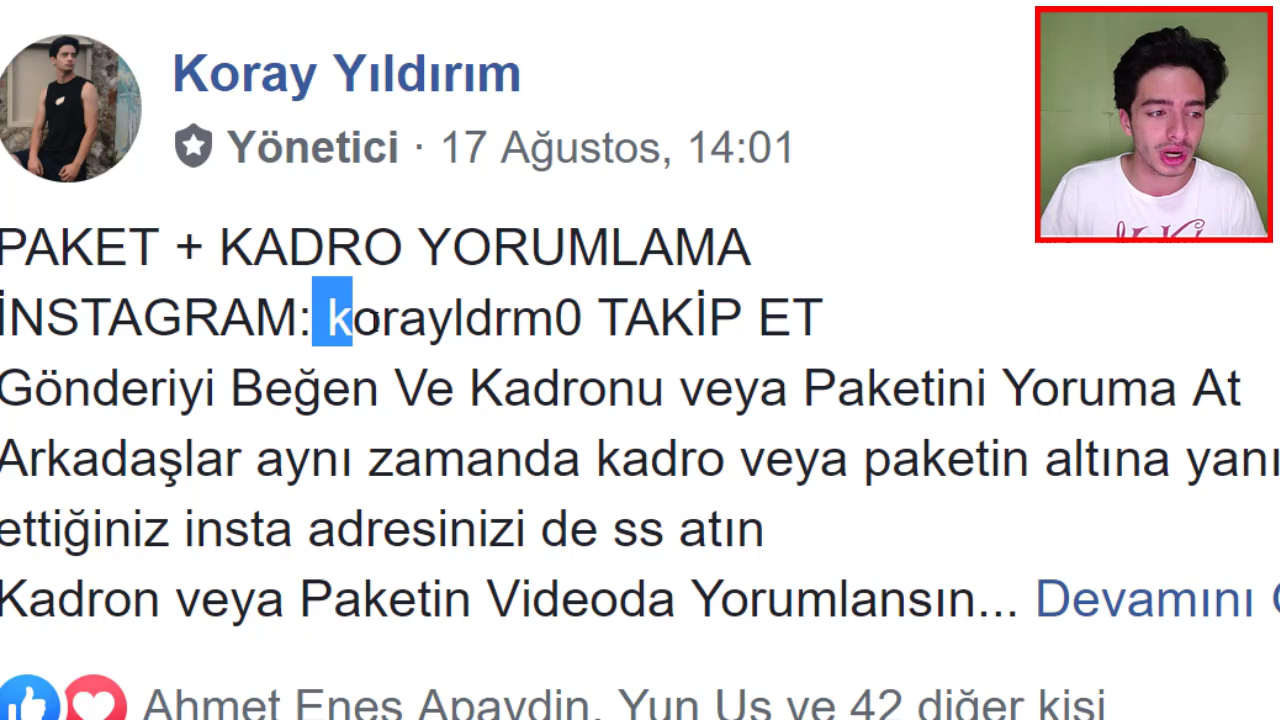 Koray Yıldırım
Yönetici · 17 Ağustos, 14:01
PAKET + KADRO YORUMLAMA
İNSTAGRAM: korayldrm0 TAKİP ET
Gönderiyi Beğen Ve Kadronu veya Paketini Yoruma At
Arkadaşlar aynı zamanda kadro veya paketin altına yanı
ettiğiniz insta adresinizi de ss atın
Kadron veya Paketin Videoda Yorumlansın... Devamını
Ahmet Enes Apaydin, Yun Us ve 42 diğer kişi